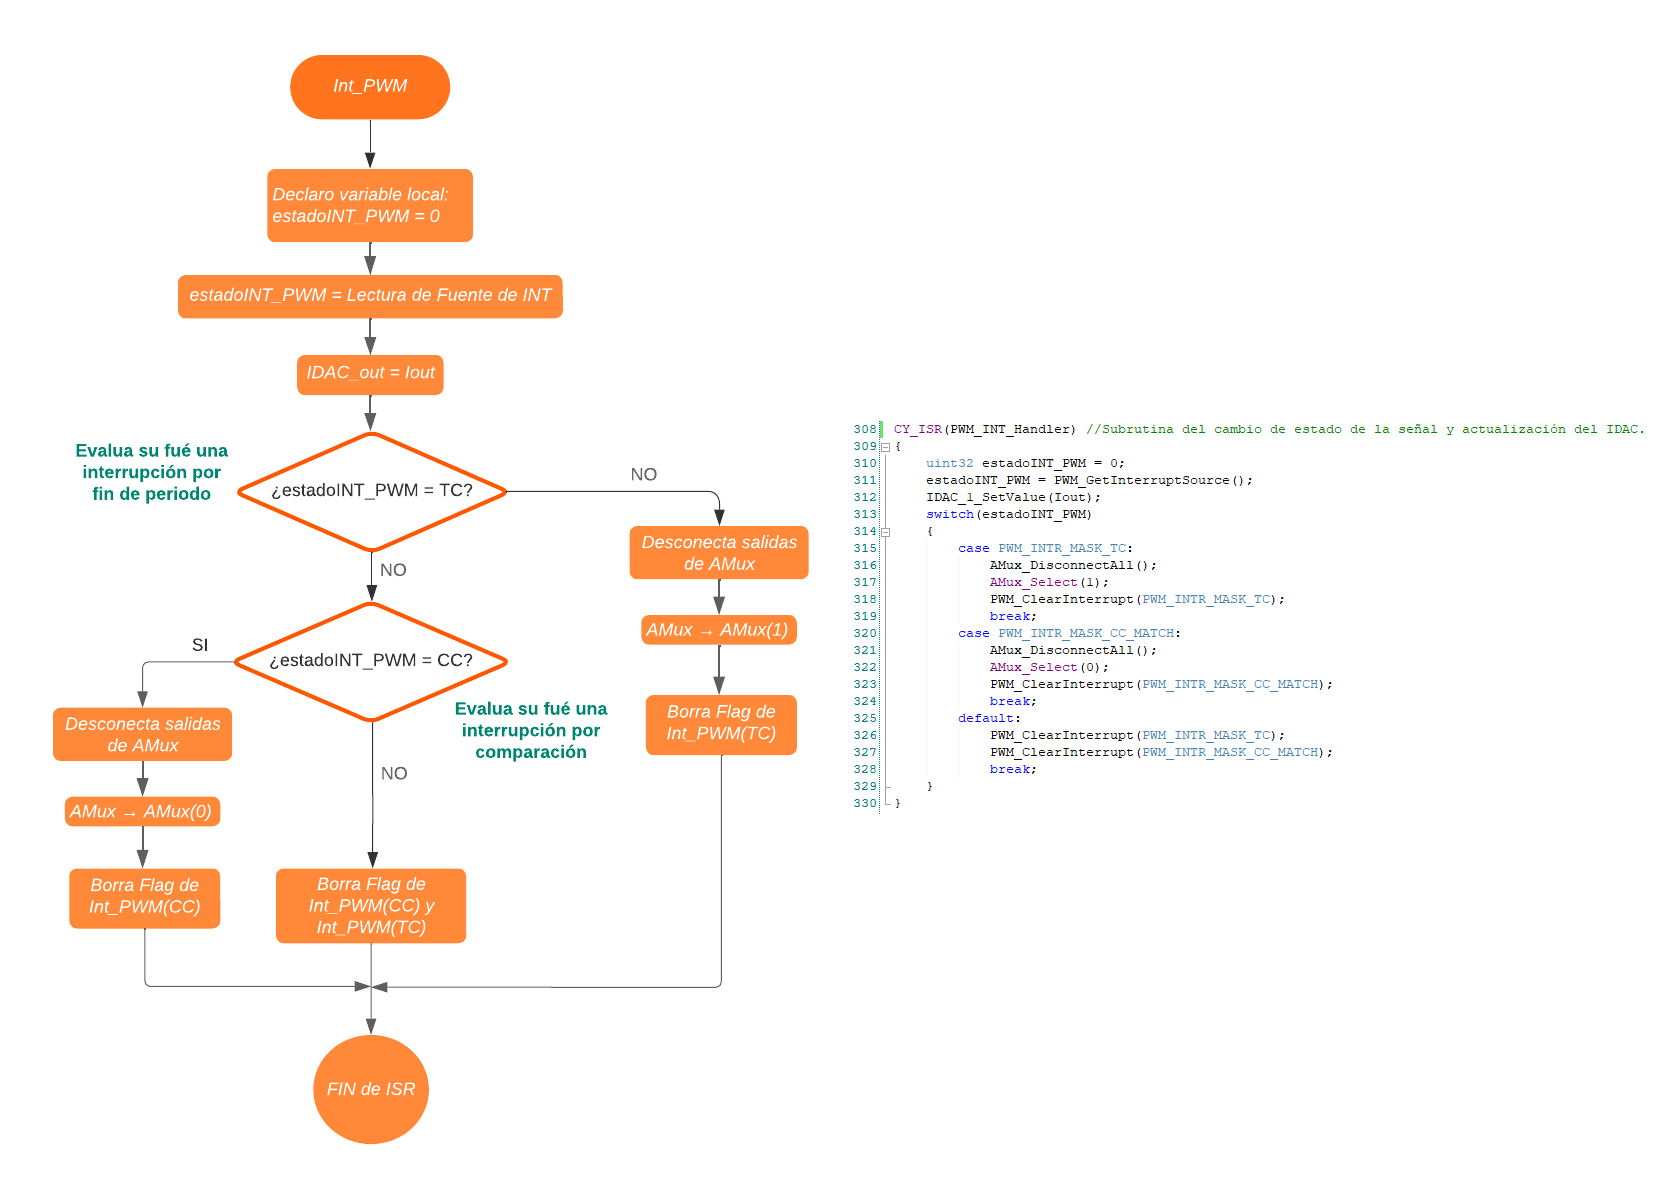 Int_PWM
Declaro variable local:
estadoINT_PWM = 0
estadoINT_PWM = Lectura de Fuente de INT
IDAC_out = Iout
Evalua su fué una
interrupción por
fin de periodo
¿estadoINT_PWM = TC?
NO
NO
Desconecta salidas
de AMux
AMux → AMux(1)
Borra Flag de
Int_PWM(TC)
¿estadoINT_PWM = CC?
SI
Evalua su fué una
interrupción por
comparación
Desconecta salidas
de AMux
AMux → AMux(0)
Borra Flag de
Int_PWM(CC)
NO
Borra Flag de
Int_PWM(CC) y
Int_PWM(TC)
FIN de ISR
308 CY_ISR(PWM_INT_Handler) //Subrutina del cambio de estado de la señal y actualización del IDAC.
309 {
310 uint32 estadoINT_PWM = 0;
311 estadoINT_PWM = PWM_GetInterruptSource();
312 IDAC_1_SetValue(Iout);
313 switch(estadoINT_PWM)
314 {
315 case PWM_INTR_MASK_TC:
316 AMux_DisconnectAll();
317 AMux_Select(1);
318 PWM_ClearInterrupt(PWM_INTR_MASK_TC);
319 break;
320 case PWM_INTR_MASK_CC_MATCH:
321 AMux_DisconnectAll();
322 AMux_Select(0);
323 PWM_ClearInterrupt(PWM_INTR_MASK_CC_MATCH);
324 break;
325 default:
326 PWM_ClearInterrupt(PWM_INTR_MASK_TC);
327 PWM_ClearInterrupt(PWM_INTR_MASK_CC_MATCH);
328 break;
329 }
330 }